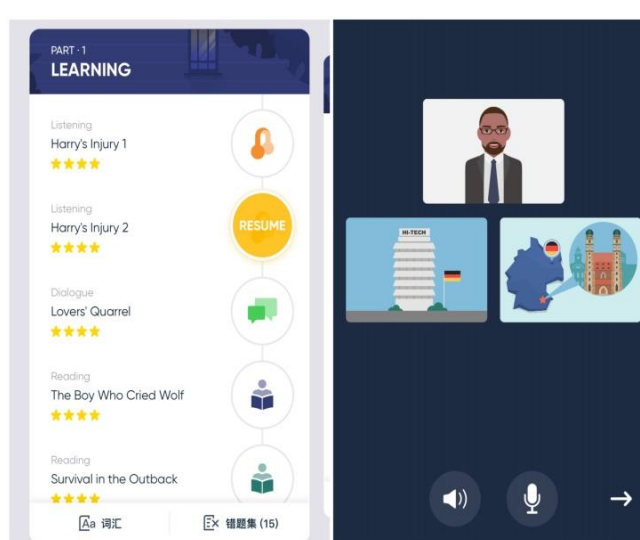 PART · 1
LEARNING
Listening
Harry's Injury 1
Listening
Harry's Injury 2
RESUME
Dialogue
Lovers' Quarrel
Reading
The Boy Who Cried Wolf
Reading
Survival in the Outback
Aa 词汇
错题集 (15)
HI-TECH